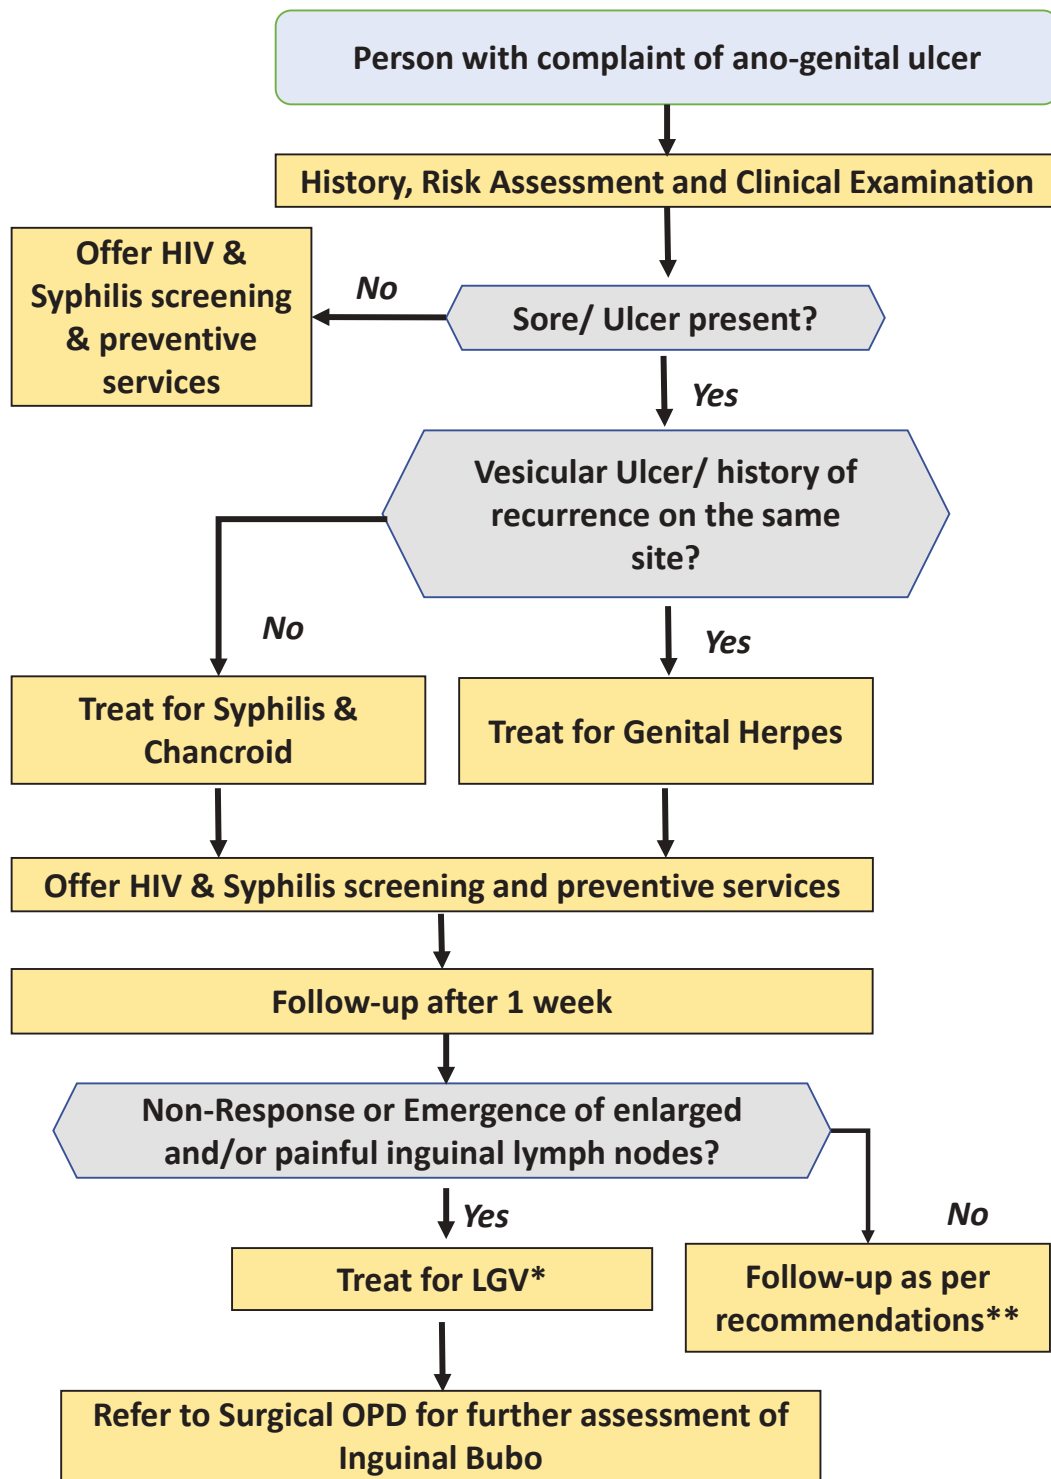 Person with complaint of ano-genital ulcer
History, Risk Assessment and Clinical Examination
Offer HIV &
Syphilis screening
& preventive
services
No
Sore/ Ulcer present?
Yes
Vesicular Ulcer/ history of
recurrence on the same
site?
No
Yes
Treat for Syphilis &
Chancroid
Treat for Genital Herpes
Offer HIV & Syphilis screening and preventive services
Follow-up after 1 week
Non-Response or Emergence of enlarged
and/or painful inguinal lymph nodes?
Yes
No
Treat for LGV*
Follow-up as per
recommendations**
Refer to Surgical OPD for further assessment of
Inguinal Bubo